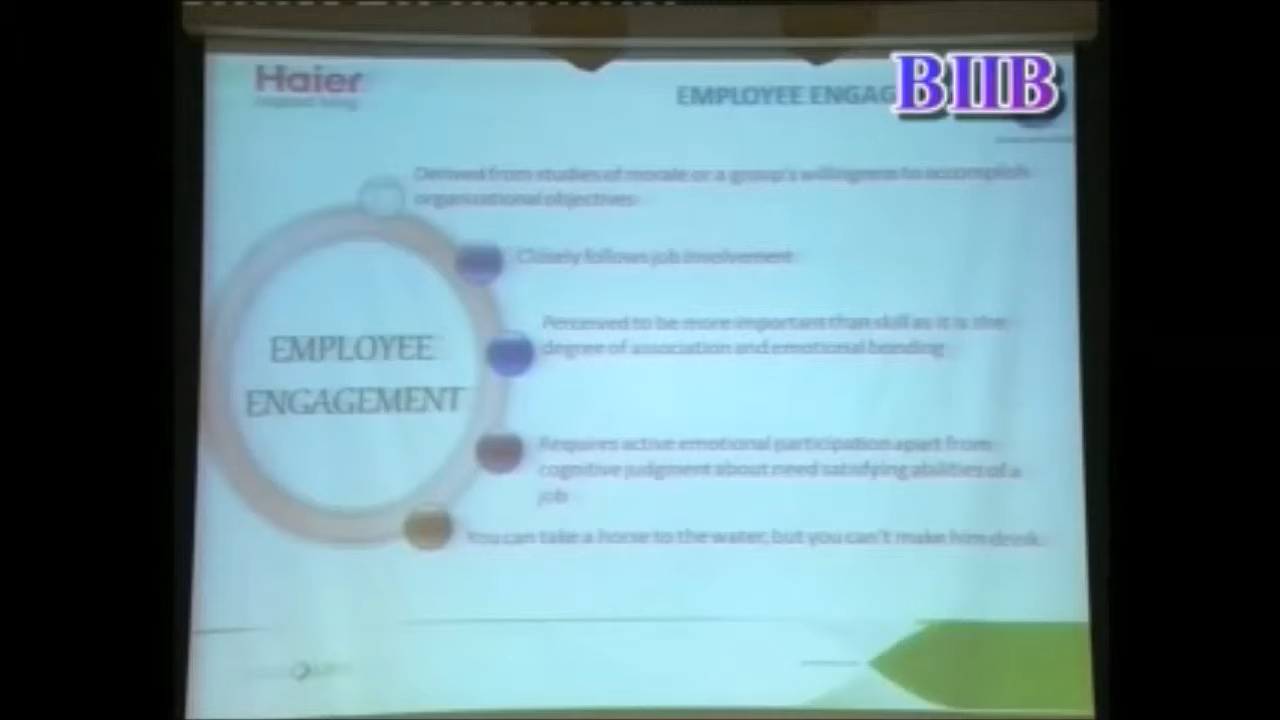 Haier
EMPLOYEE ENGAG
BIIB
Derived from studies of morale or a group's willingness to accomplish
organizational objectives
Closely follows job involvement
Perceived to be more important than skill as it is the
degree of association and emotional bonding
EMPLOYEE
ENGAGEMENT
Requires active emotional participation apart from
cognitive judgment about need satisfying abilities of a
job
You can take a horse to the water, but you can't make him drink.